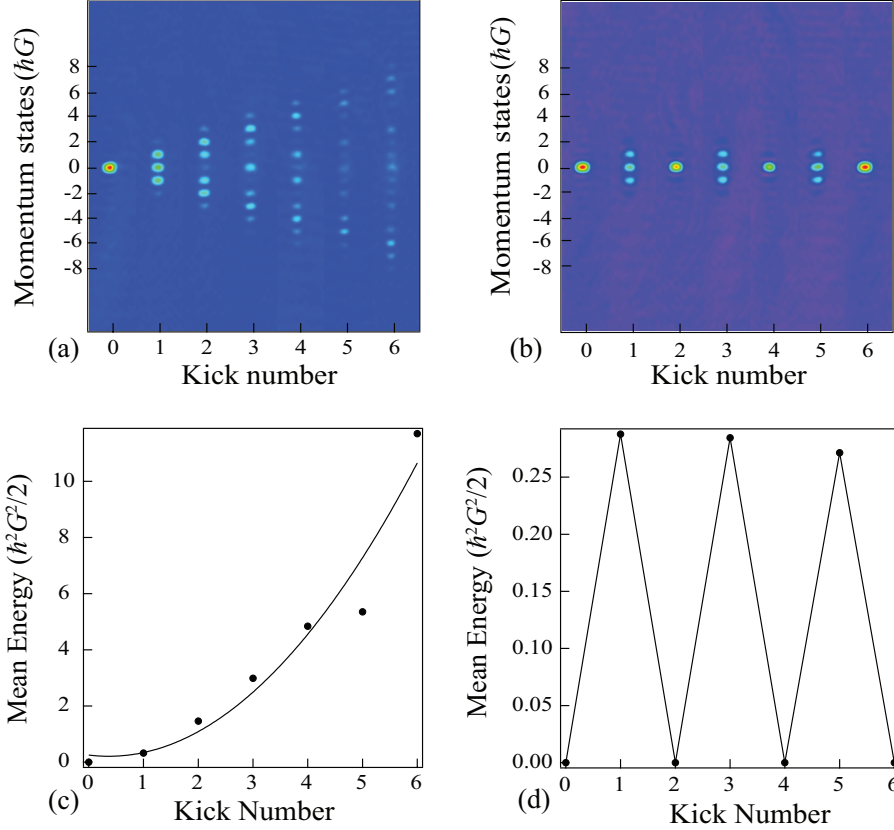 Momentum states(ħG)
8
6
4
2
0
-2
-4
-6
-8
0 1 2 3 4 5 6
(a)
Kick number
Momentum states(ħG)
8
6
4
2
0
-2
-4
-6
-8
0 1 2 3 4 5 6
(b)
Kick number
Mean Energy (ħ²G²/2)
10
8
6
4
2
0
0 1 2 3 4 5 6
(c)
Kick Number
Mean Energy (ħ²G²/2)
0.25
0.20
0.15
0.10
0.05
0.00
0 1 2 3 4 5 6
(d)
Kick Number